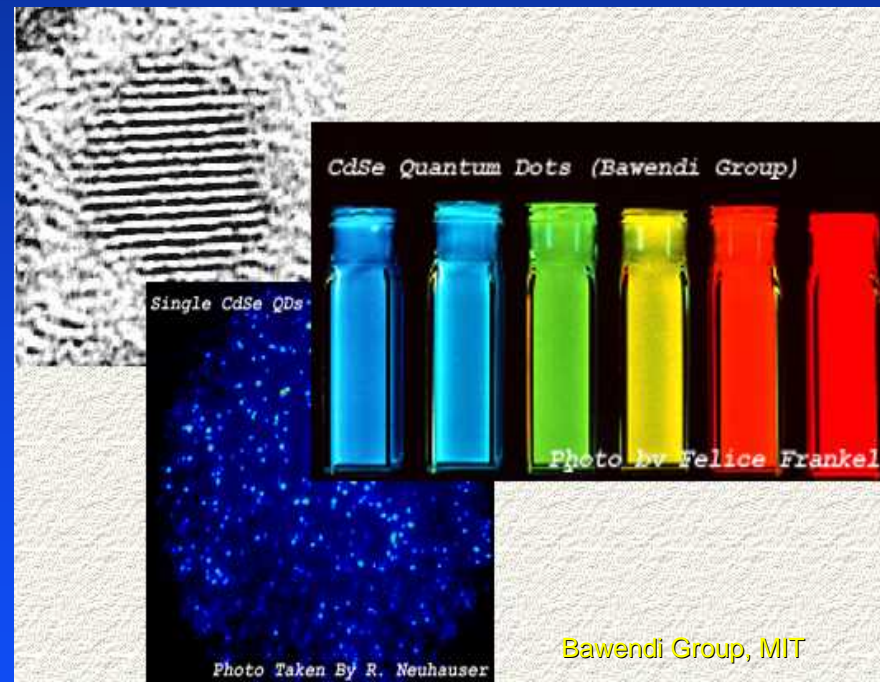 CdSe Quantum Dots (Bawendi Group)
Single CdSe QDs
Photo by Felice Frankel
Bawendi Group, MIT
Photo Taken By R. Neuhauser